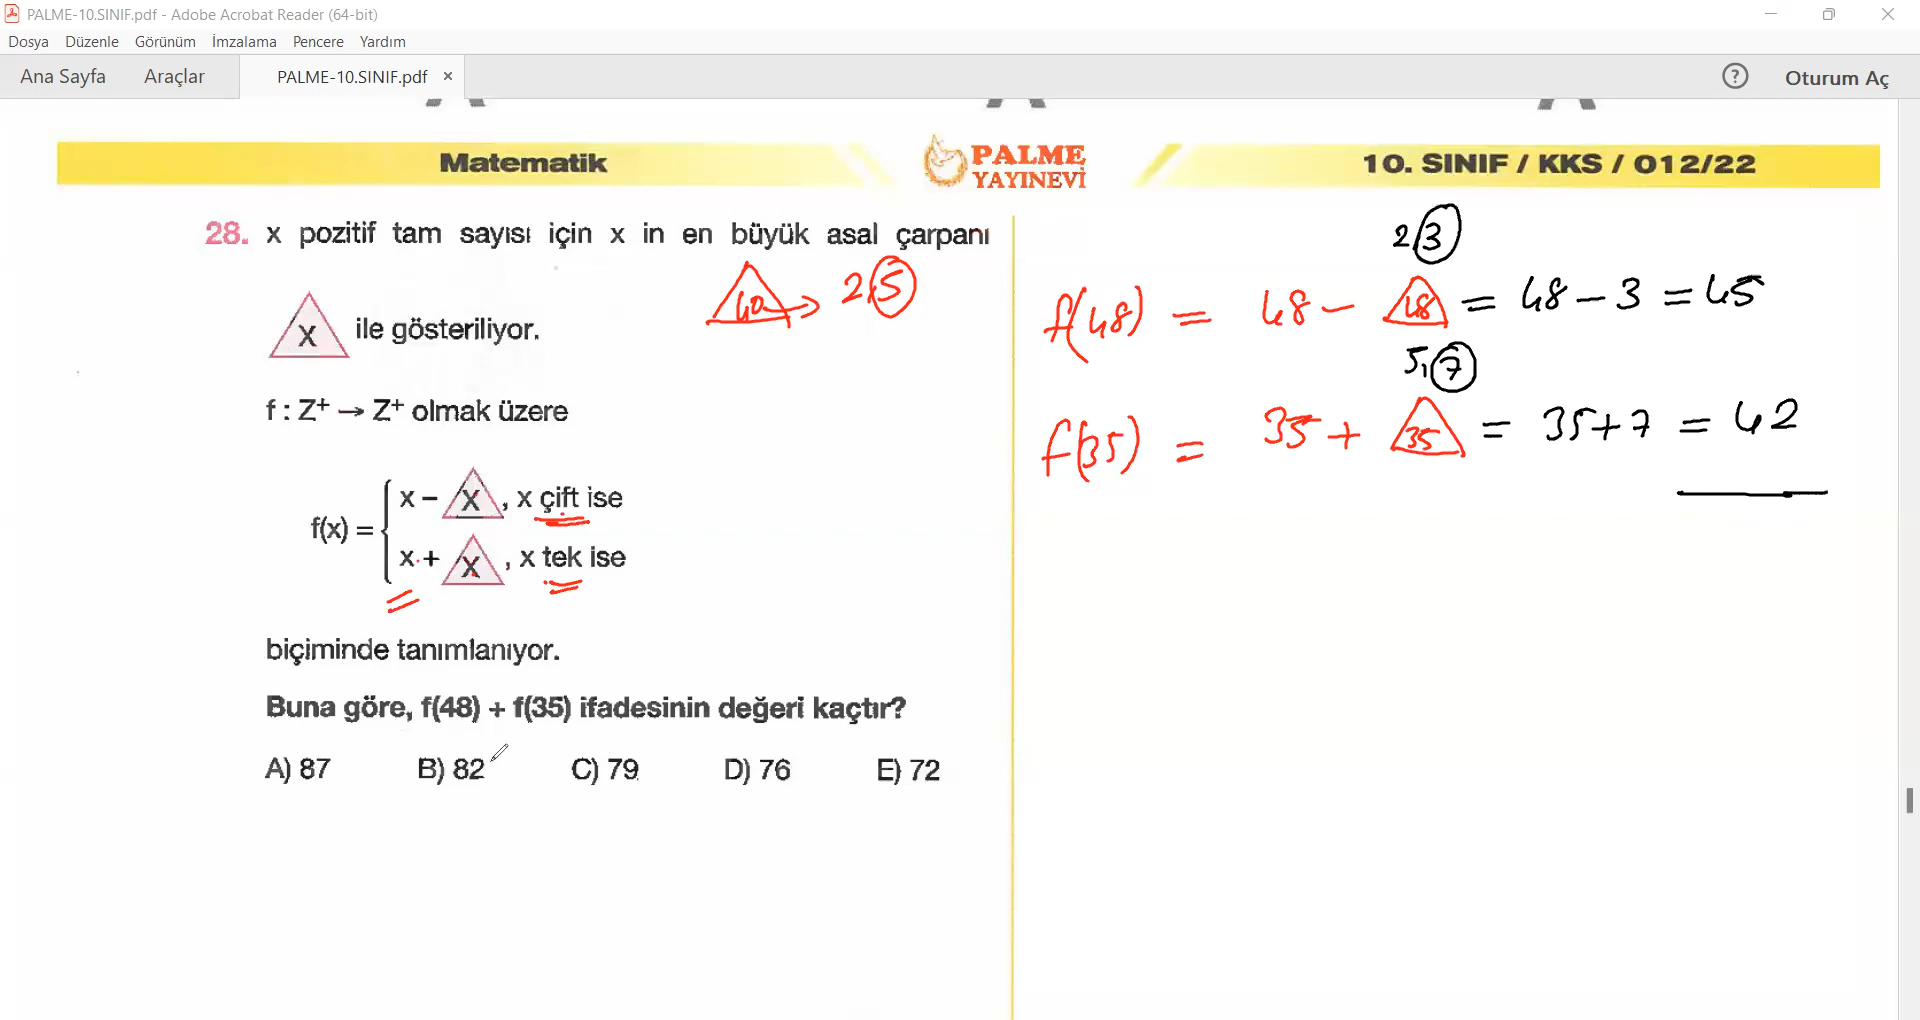 PALME-10.SINIF.pdf - Adobe Acrobat Reader (64-bit)
Dosya Düzenle Görünüm İmzalama Pencere Yardım
Ana Sayfa Araçlar PALME-10.SINIF.pdf × ? Oturum Aç
Matematik PALME YAYINEVİ 10. SINIF / KKS / 012/22
28. x pozitif tam sayısı için x in en büyük asal çarpanı
40 → 2,5
x ile gösteriliyor.
f : Z⁺ → Z⁺ olmak üzere
f(x) =
x – x , x çift ise
x + x , x tek ise
biçiminde tanımlanıyor.
Buna göre, f(48) + f(35) ifadesinin değeri kaçtır?
A) 87 B) 82 C) 79 D) 76 E) 72
2,3
f(48) = 48 - 48 = 48 - 3 = 45
5,7
f(35) = 35 + 35 = 35 + 7 = 42